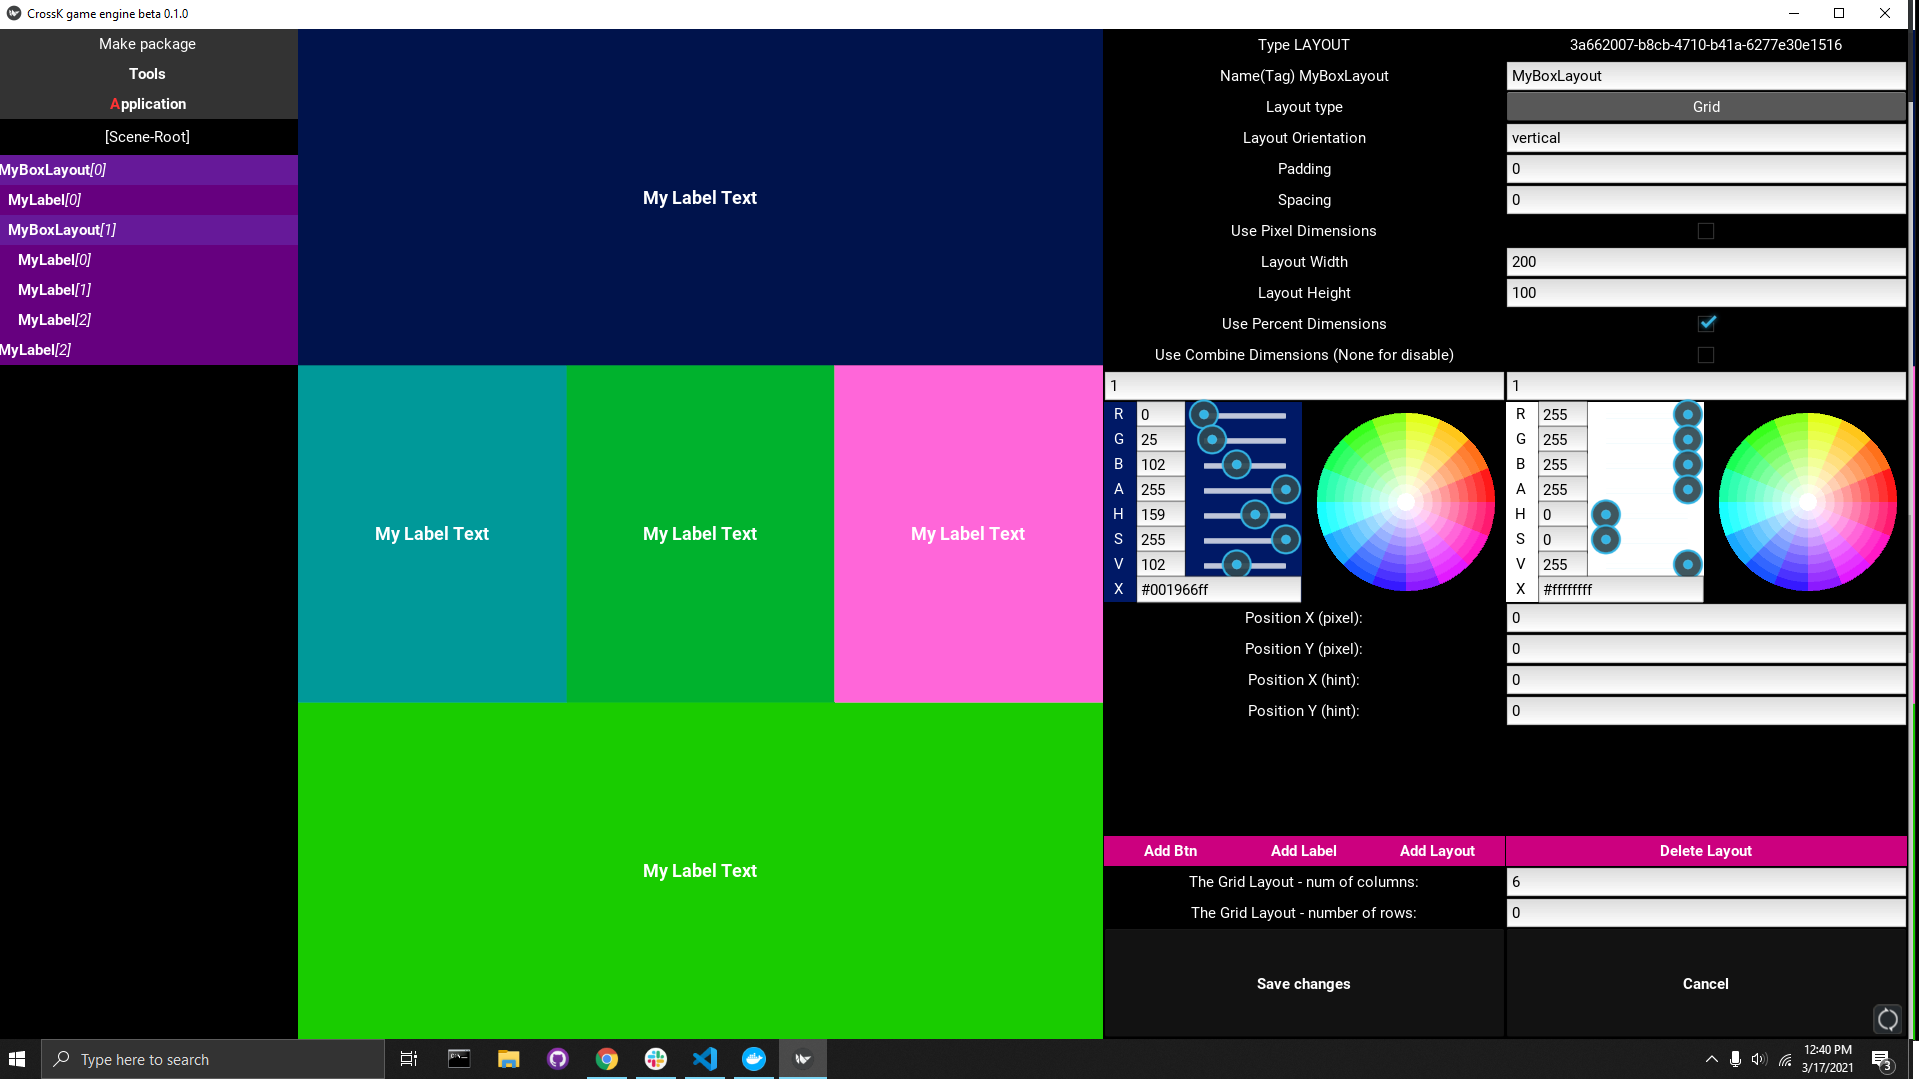 CrossK game engine beta 0.1.0
Make package
Tools
Application
[Scene-Root]
MyBoxLayout[0]
MyLabel[0]
MyBoxLayout[1]
MyLabel[0]
MyLabel[1]
MyLabel[2]
MyLabel[2]
My Label Text
My Label Text My Label Text My Label Text
My Label Text
Type LAYOUT 3a662007-b8cb-4710-b41a-6277e30e1516
Name(Tag) MyBoxLayout MyBoxLayout
Layout type Grid
Layout Orientation vertical
Padding 0
Spacing 0
Use Pixel Dimensions
Layout Width 200
Layout Height 100
Use Percent Dimensions
Use Combine Dimensions (None for disable)
1 1
R 0 R 255
G 25 G 255
B 102 B 255
A 255 A 255
H 159 H 0
S 255 S 0
V 102 V 255
X #001966ff X #ffffffff
Position X (pixel): 0
Position Y (pixel): 0
Position X (hint): 0
Position Y (hint): 0
Add Btn Add Label Add Layout Delete Layout
The Grid Layout - num of columns: 6
The Grid Layout - number of rows: 0
Save changes Cancel
Type here to search
12:40 PM
3/17/2021
3